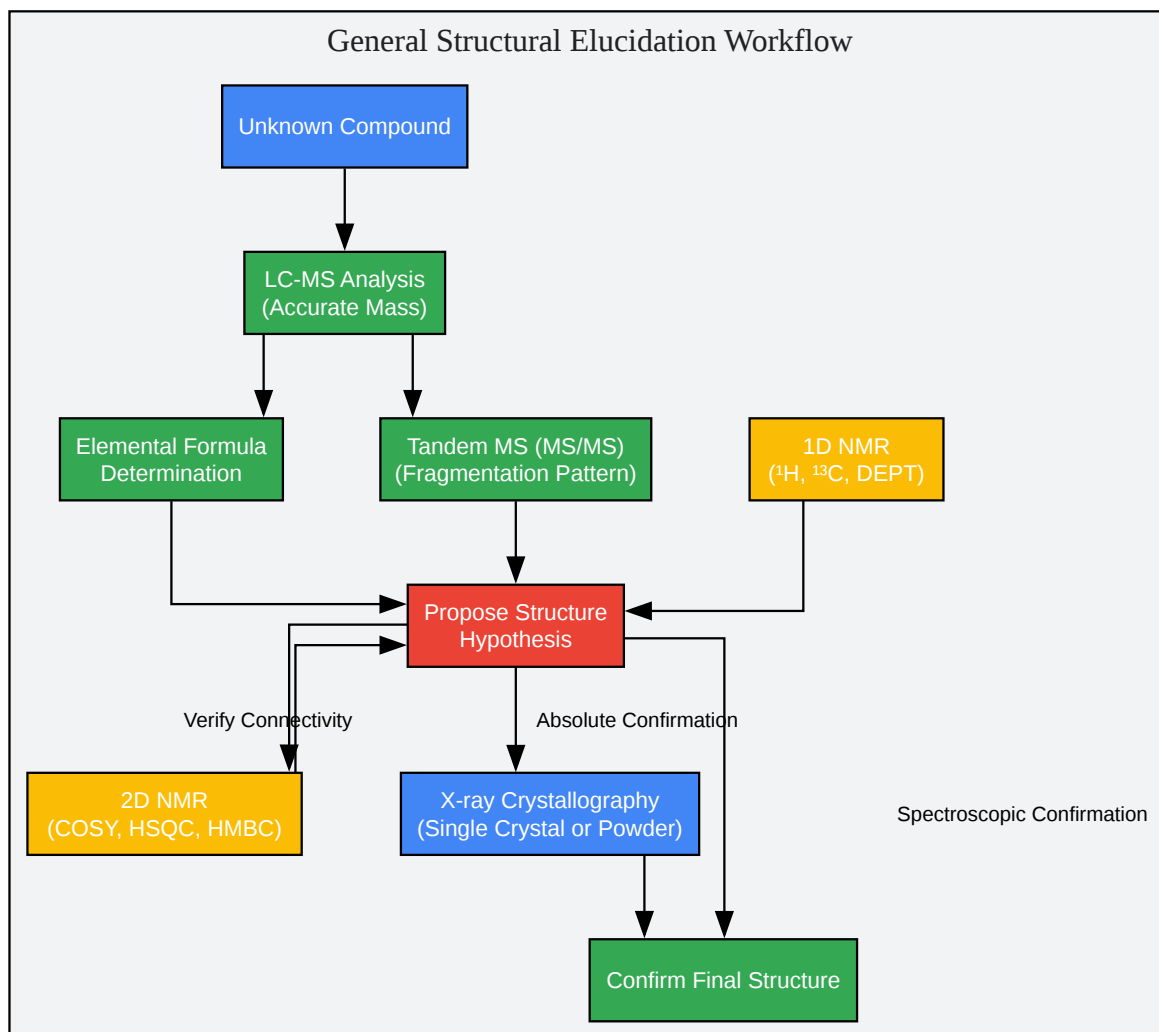 General Structural Elucidation Workflow
Unknown Compound
LC-MS Analysis
(Accurate Mass)
Elemental Formula
Determination
Tandem MS (MS/MS)
(Fragmentation Pattern)
1D NMR
(¹H, ¹³C, DEPT)
Propose Structure
Hypothesis
Verify Connectivity
Absolute Confirmation
2D NMR
(COSY, HSQC, HMBC)
X-ray Crystallography
(Single Crystal or Powder)
Spectroscopic Confirmation
Confirm Final Structure